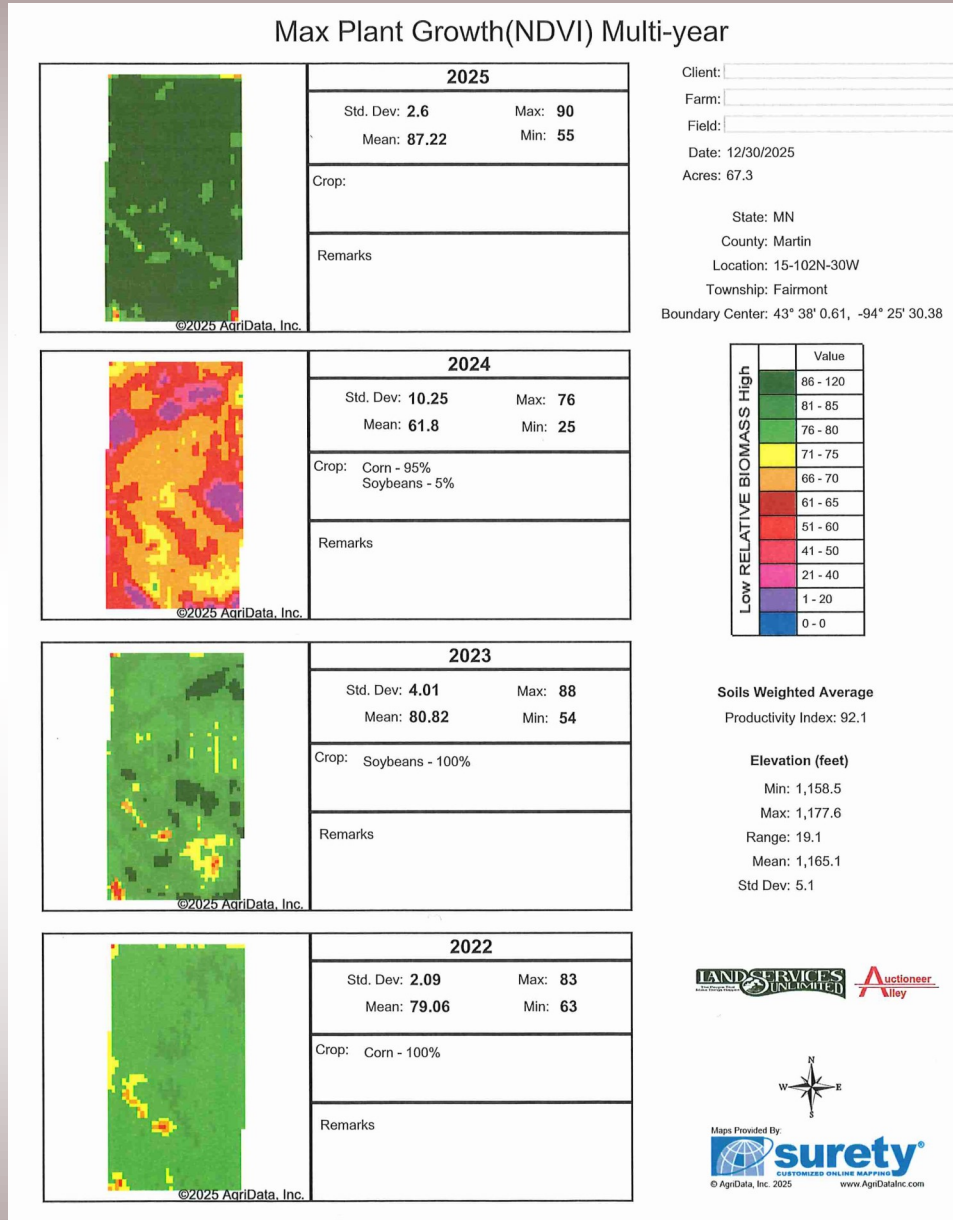 Max Plant Growth(NDVI) Multi-year
2025
Std. Dev: 2.6 Max: 90
Mean: 87.22 Min: 55
Crop:
Remarks
©2025 AgriData, Inc.
2024
Std. Dev: 10.25 Max: 76
Mean: 61.8 Min: 25
Crop: Corn - 95%
Soybeans - 5%
Remarks
©2025 AgriData, Inc.
2023
Std. Dev: 4.01 Max: 88
Mean: 80.82 Min: 54
Crop: Soybeans - 100%
Remarks
©2025 AgriData, Inc.
2022
Std. Dev: 2.09 Max: 83
Mean: 79.06 Min: 63
Crop: Corn - 100%
Remarks
©2025 AgriData, Inc.
Client:
Farm:
Field:
Date: 12/30/2025
Acres: 67.3
State: MN
County: Martin
Location: 15-102N-30W
Township: Fairmont
Boundary Center: 43° 38' 0.61, -94° 25' 30.38
Low RELATIVE BIOMASS High
Value
86 - 120
81 - 85
76 - 80
71 - 75
66 - 70
61 - 65
51 - 60
41 - 50
21 - 40
1 - 20
0 - 0
Soils Weighted Average
Productivity Index: 92.1
Elevation (feet)
Min: 1,158.5
Max: 1,177.6
Range: 19.1
Mean: 1,165.1
Std Dev: 5.1
LAND SERVICES
UNLIMITED
Auctioneer
Alley
N
W E
S
Maps Provided By:
surety®
CUSTOMIZED ONLINE MAPPING
© AgriData, Inc. 2025 www.AgriDataInc.com